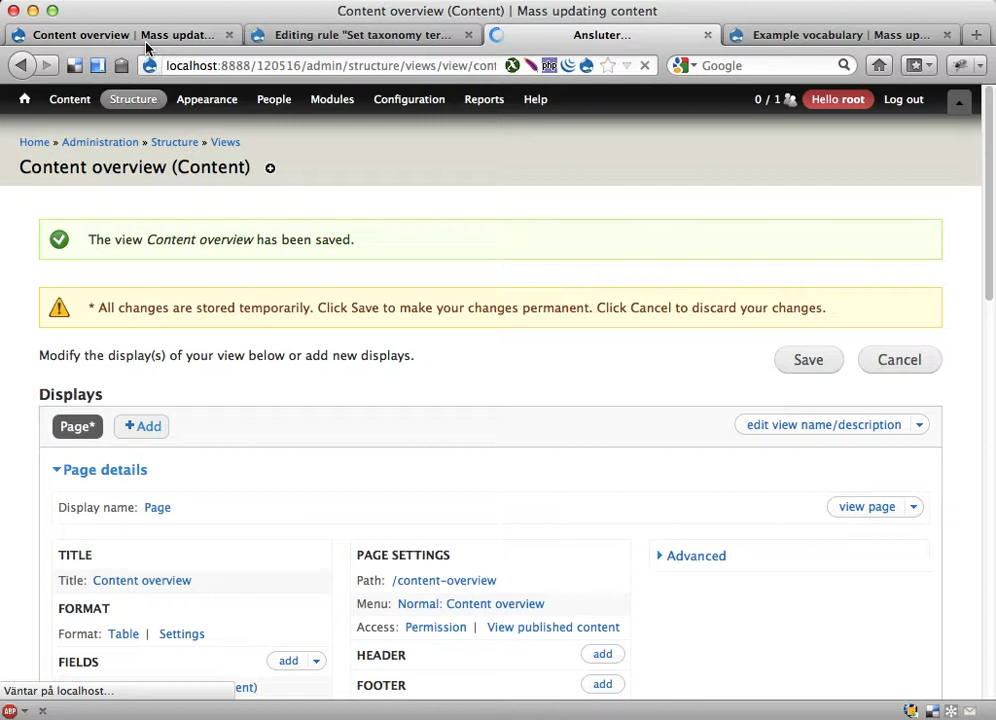 Content overview (Content) | Mass updating content
Content overview | Mass updat...
Editing rule "Set taxonomy ter...
Ansluter...
Example vocabulary | Mass up...
localhost:8888/120516/admin/structure/views/view/cont
php
Google
Content
Structure
Appearance
People
Modules
Configuration
Reports
Help
0 / 1
Hello root
Log out
Home » Administration » Structure » Views
Content overview (Content)
The view Content overview has been saved.
* All changes are stored temporarily. Click Save to make your changes permanent. Click Cancel to discard your changes.
Modify the display(s) of your view below or add new displays.
Save
Cancel
Displays
Page*
+Add
edit view name/description
Page details
Display name: Page
view page
TITLE
Title: Content overview
FORMAT
Format: Table | Settings
FIELDS
add
ent)
PAGE SETTINGS
Path: /content-overview
Menu: Normal: Content overview
Access: Permission | View published content
HEADER
add
FOOTER
add
Advanced
Väntar på localhost...
ABP